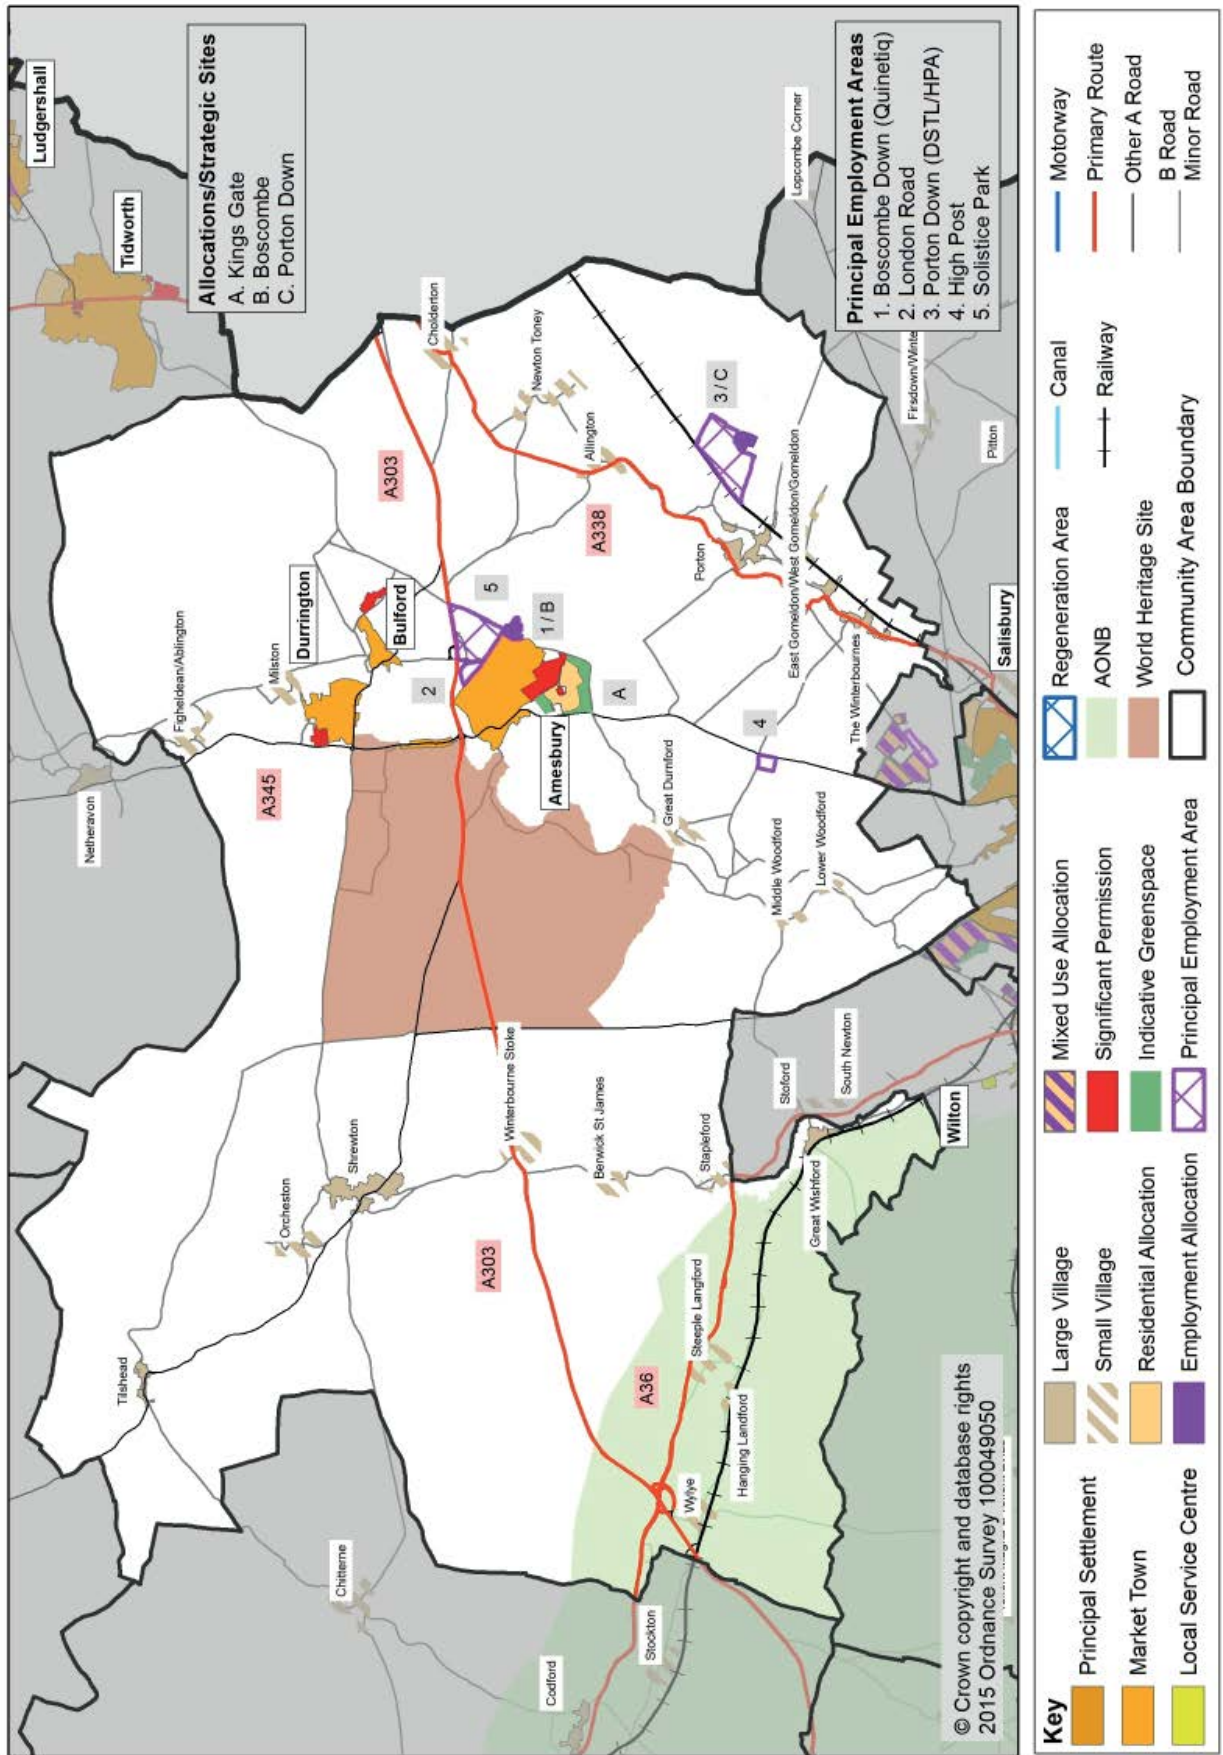 Ludgershall
Tidworth
Allocations/Strategic Sites
A. Kings Gate
B. Boscombe
C. Porton Down
Netheravon
Figheldean/Ablington
Milston
Durrington
Bulford
A345
A303
Cholderton
Newton Toney
Allington
A338
Lopcombe Corner
Principal Employment Areas
1. Boscombe Down (Quinetiq)
2. London Road
3. Porton Down (DSTL/HPA)
4. High Post
5. Solistice Park
Tilshead
Orcheston
Shrewton
Chitterne
2
5
1 / B
A
Amesbury
3 / C
Porton
East Gomeldon/West Gomeldon/Gomeldon
Firsdown/Winte
Pitton
Winterbourne Stoke
Berwick St James
Stapleford
A303
Great Durnford
4
The Winterbournes
Middle Woodford
Lower Woodford
Salisbury
Stoford
South Newton
Great Wishford
Wilton
Steeple Langford
A36
Hanging Landford
Wylye
Stockton
Codford
© Crown copyright and database rights
2015 Ordnance Survey 100049050
Key
Principal Settlement
Market Town
Local Service Centre
Large Village
Small Village
Residential Allocation
Employment Allocation
Mixed Use Allocation
Significant Permission
Indicative Greenspace
Principal Employment Area
Regeneration Area
AONB
World Heritage Site
Community Area Boundary
Canal
Railway
Motorway
Primary Route
Other A Road
B Road
Minor Road